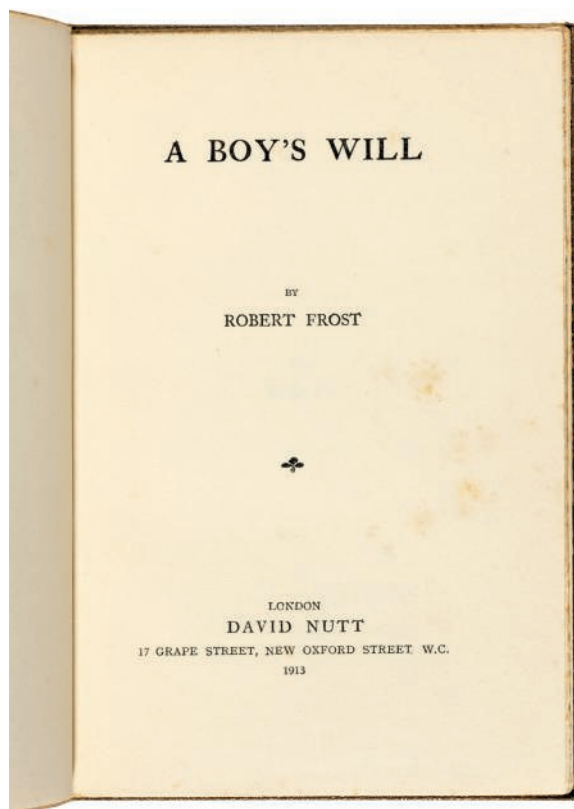 A BOY'S WILL
BY
ROBERT FROST
LONDON
DAVID NUTT
17 GRAPE STREET, NEW OXFORD STREET W.C.
1913